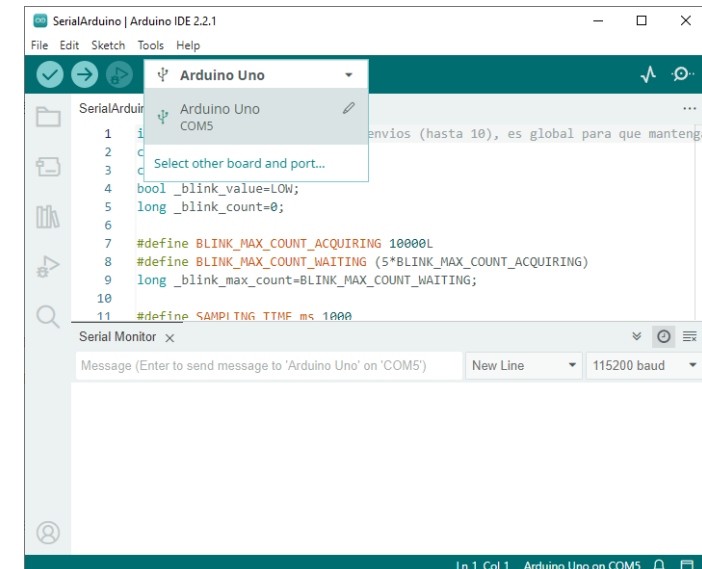 SerialArduino | Arduino IDE 2.2.1
File Edit Sketch Tools Help
Arduino Uno
SerialArduir
Arduino Uno
COM5
Select other board and port...
1 i envios (hasta 10), es global para que manteng
2 c
3 c
4 bool _blink_value=LOW;
5 long _blink_count=0;
6
7 #define BLINK_MAX_COUNT_ACQUIRING 10000L
8 #define BLINK_MAX_COUNT_WAITING (5*BLINK_MAX_COUNT_ACQUIRING)
9 long _blink_max_count=BLINK_MAX_COUNT_WAITING;
10
11 #define SAMPLING_TIME_ms 1000
Serial Monitor
Message (Enter to send message to 'Arduino Uno' on 'COM5')
New Line
115200 baud
Ln 1, Col 1 Arduino Uno on COM5